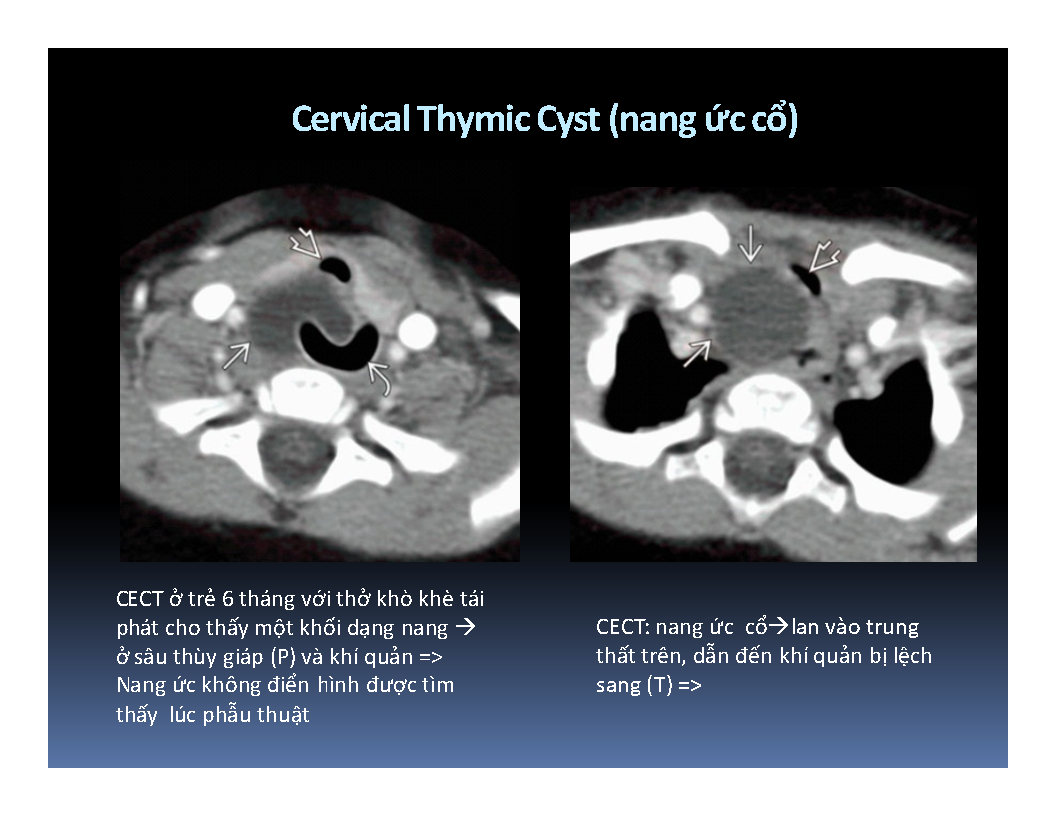 Cervical Thymic Cyst (nang ức cổ)
CECT ở trẻ 6 tháng với thở khò khè tái
phát cho thấy một khối dạng nang →
ở sâu thùy giáp (P) và khí quản =>
Nang ức không điển hình được tìm
thấy lúc phẫu thuật
CECT: nang ức cổ→lan vào trung
thất trên, dẫn đến khí quản bị lệch
sang (T) =>